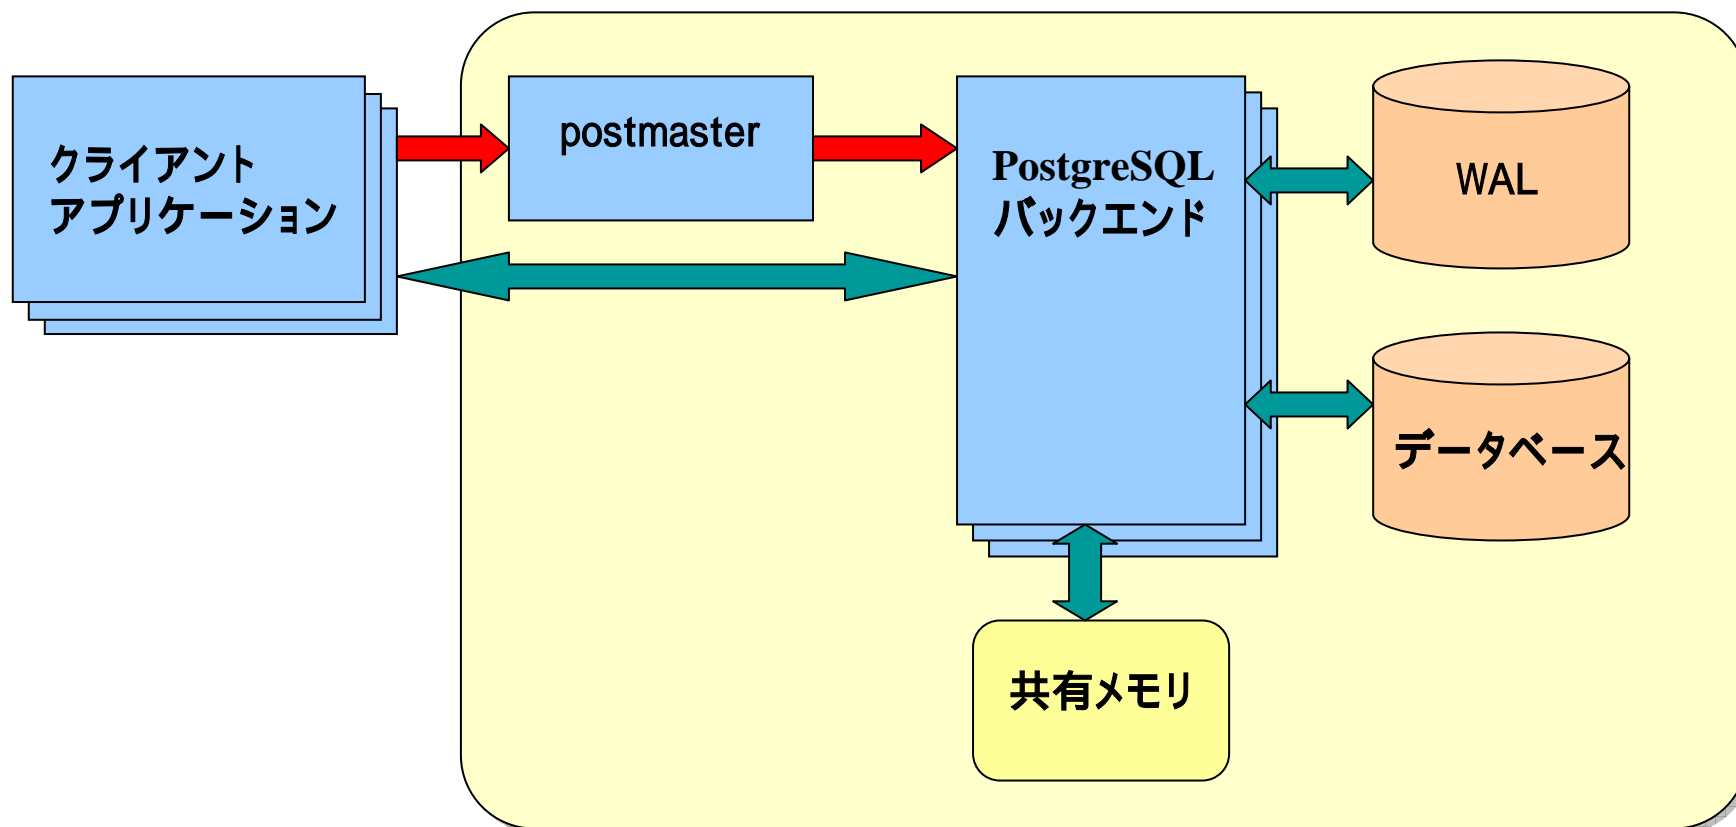 クライアント
アプリケーション
postmaster
PostgreSQL
バックエンド
WAL
データベース
共有メモリ